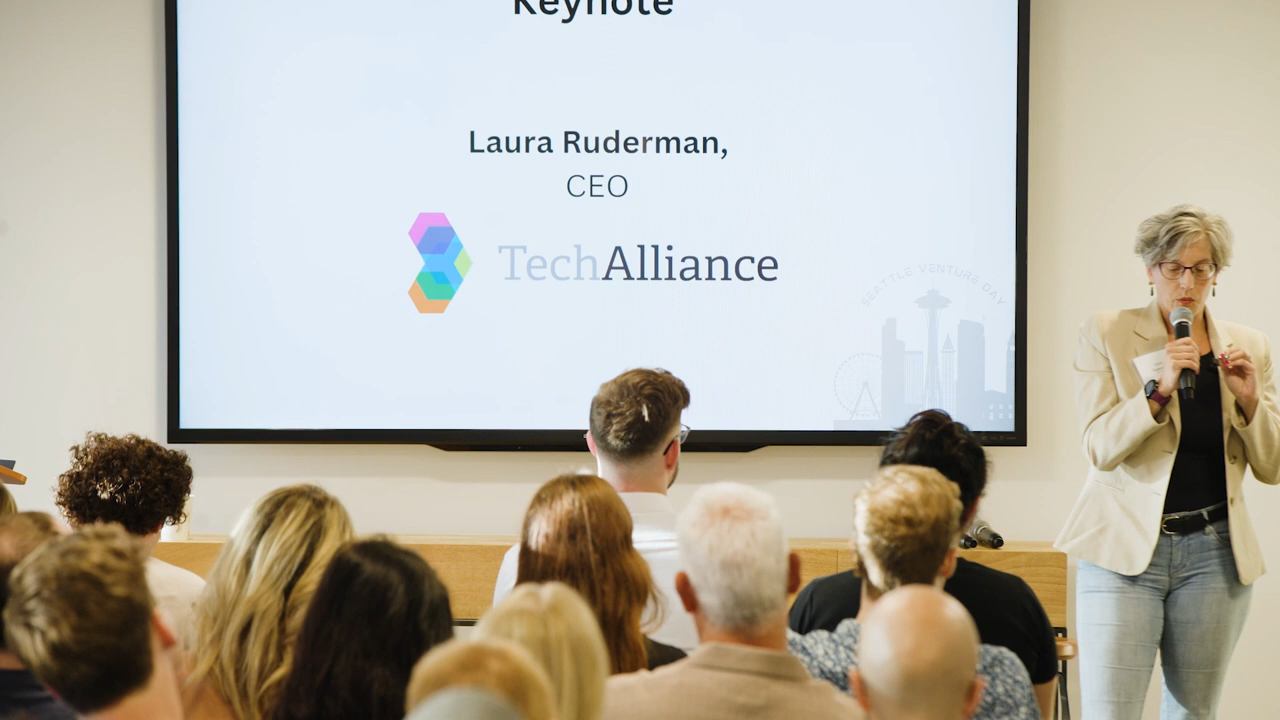 Keynote
Laura Ruderman,
CEO
TechAlliance
SEATTLE VENTURE DAY